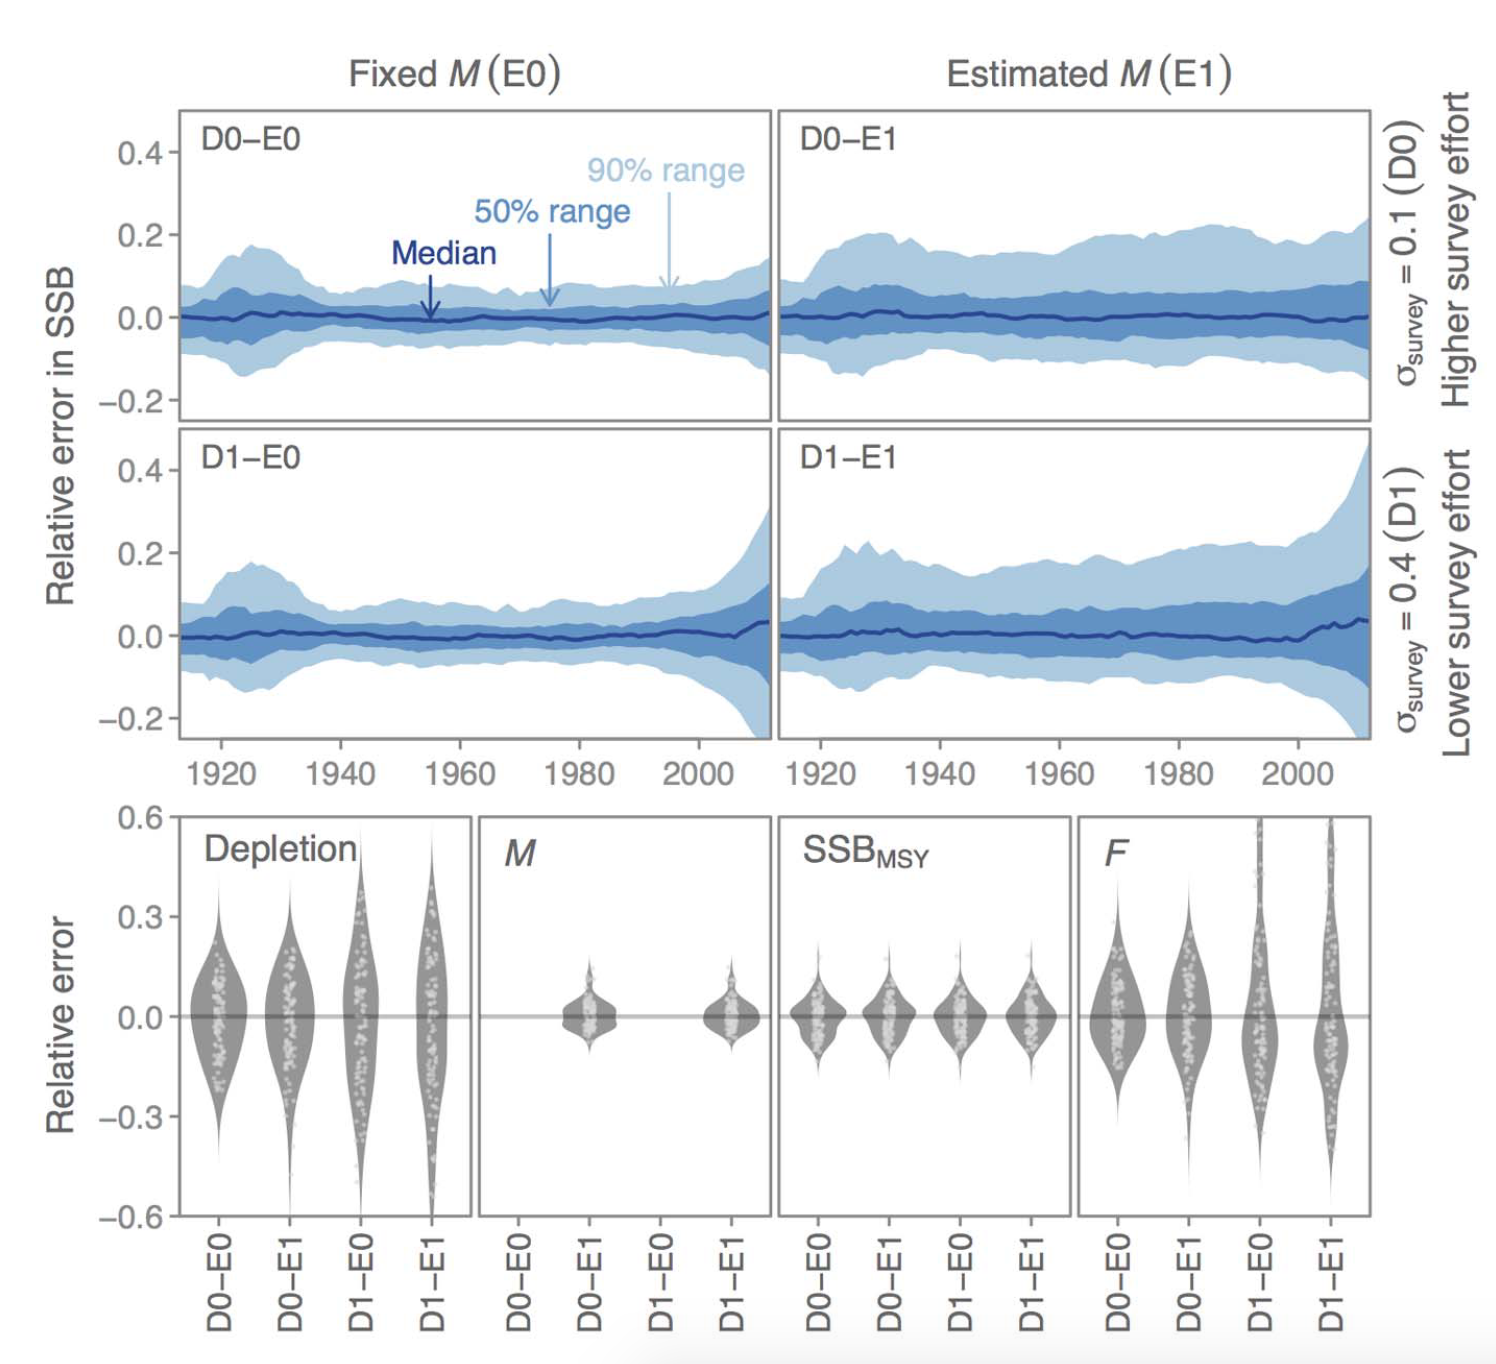 Fixed M (E0)
Estimated M (E1)
D0−E0
90% range
50% range
Median
D0−E1
0.4
0.2
0.0
−0.2
σsurvey = 0.1 (D0)
Higher survey effort
Relative error in SSB
D1−E0
D1−E1
0.4
0.2
0.0
−0.2
σsurvey = 0.4 (D1)
Lower survey effort
1920 1940 1960 1980 2000
1920 1940 1960 1980 2000
Depletion
M
SSBMSY
F
0.6
0.3
0.0
−0.3
−0.6
Relative error
D0−E0 D0−E1 D1−E0 D1−E1
D0−E0 D0−E1 D1−E0 D1−E1
D0−E0 D0−E1 D1−E0 D1−E1
D0−E0 D0−E1 D1−E0 D1−E1